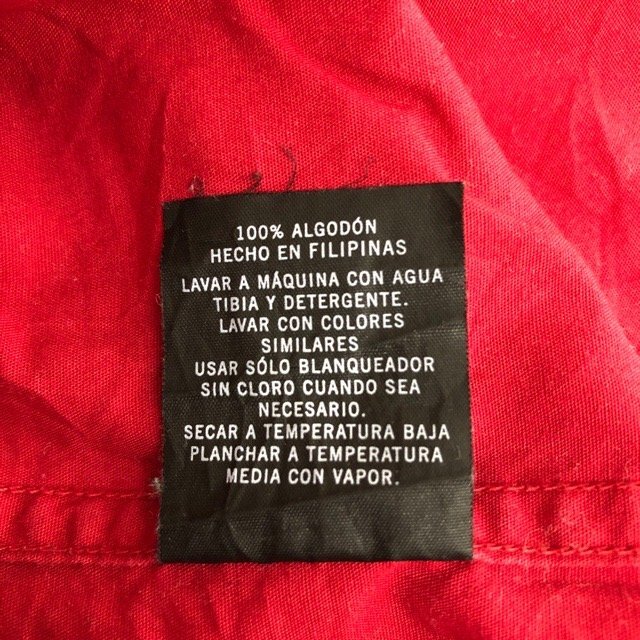 100% ALGODÓN
HECHO EN FILIPINAS
LAVAR A MÁQUINA CON AGUA
TIBIA Y DETERGENTE.
LAVAR CON COLORES
SIMILARES
USAR SÓLO BLANQUEADOR
SIN CLORO CUANDO SEA
NECESARIO.
SECAR A TEMPERATURA BAJA
PLANCHAR A TEMPERATURA
MEDIA CON VAPOR.